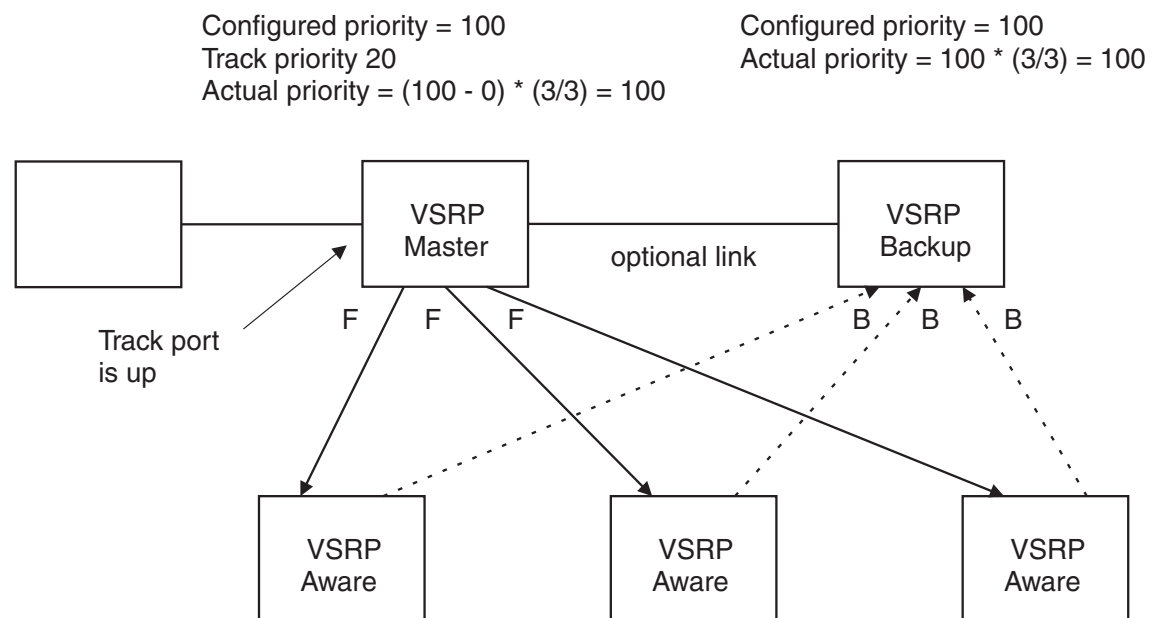 Configured priority = 100
Track priority 20
Actual priority = (100 - 0) * (3/3) = 100
Configured priority = 100
Actual priority = 100 * (3/3) = 100
VSRP
Master
VSRP
Backup
optional link
Track port
is up
F
F
F
B
B
B
VSRP
Aware
VSRP
Aware
VSRP
Aware